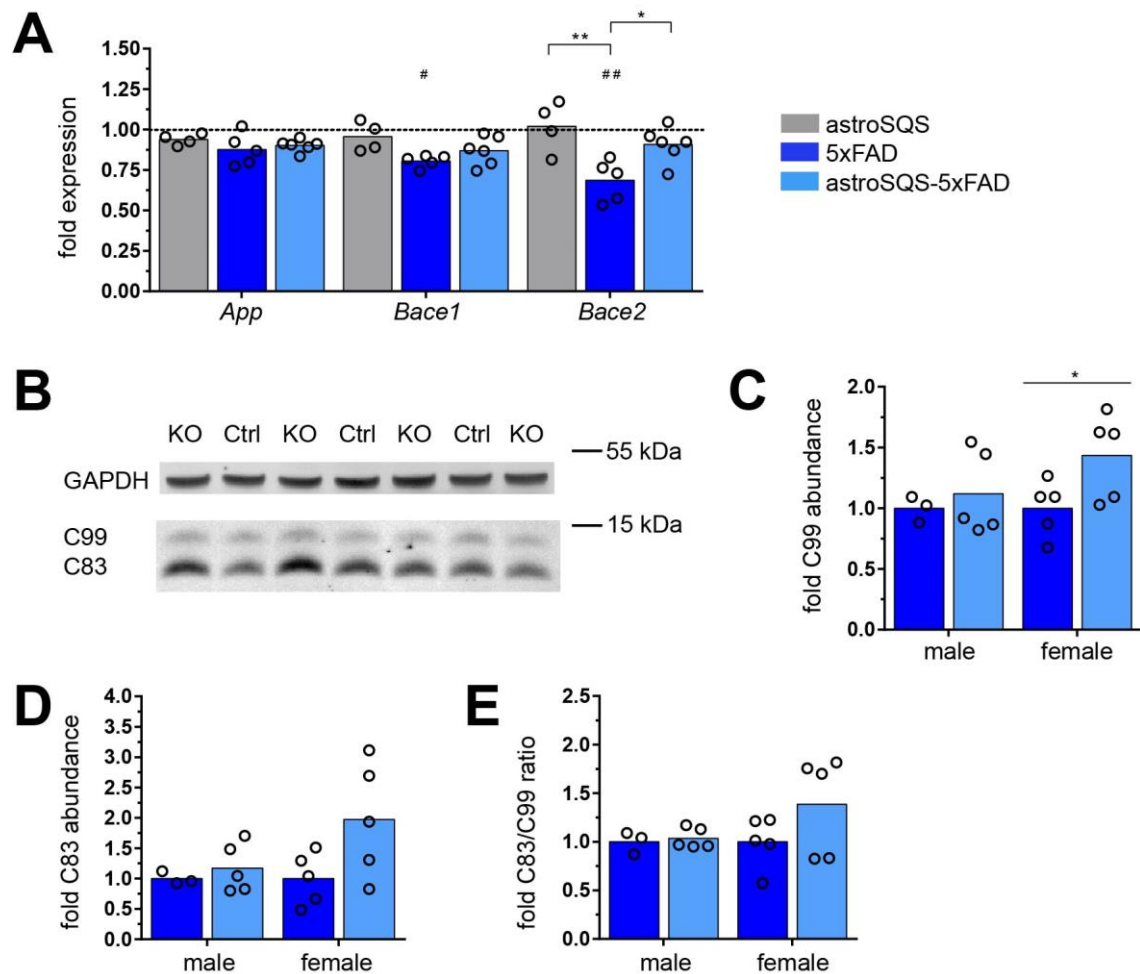 A
fold expression
1.50
1.25
1.00
0.75
0.50
0.25
0.00
**
*
#
##
App Bace1 Bace2
astroSQS
5xFAD
astroSQS-5xFAD
B
KO Ctrl KO Ctrl KO Ctrl KO
GAPDH
55 kDa
15 kDa
C99
C83
C
fold C99 abundance
2.0
1.5
1.0
0.5
0.0
*
male female
D
fold C83 abundance
4.0
3.5
3.0
2.5
2.0
1.5
1.0
0.5
0.0
male female
E
fold C83/C99 ratio
2.5
2.0
1.5
1.0
0.5
0.0
male female